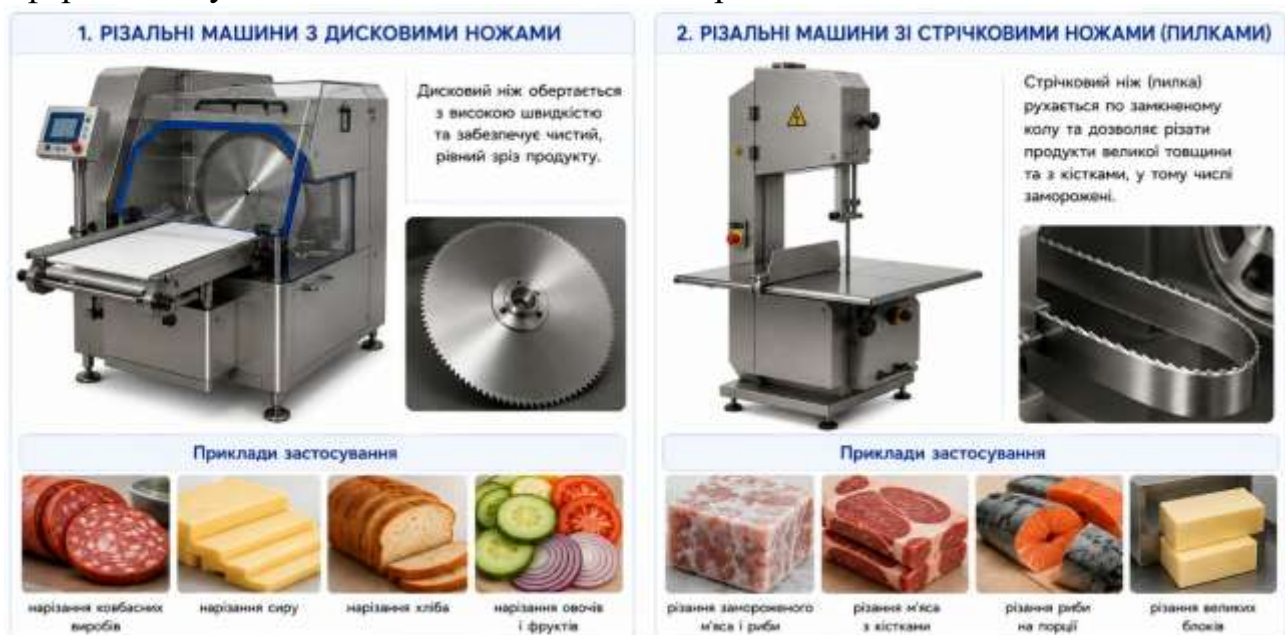 1. РІЗАЛЬНІ МАШИНИ З ДИСКОВИМИ НОЖАМИ
Дисковий ніж обертається
з високою швидкістю
та забезпечує чистий,
рівний зріз продукту.
Приклади застосування
нарізання ковбасних
виробів
нарізання сиру
нарізання хліба
нарізання овочів
і фруктів
2. РІЗАЛЬНІ МАШИНИ ЗІ СТРІЧКОВИМИ НОЖАМИ (ПИЛКАМИ)
Стрічковий ніж (пилка)
рухається по замкненому
колу та дозволяє різати
продукти великої товщини
та з кістками, у тому числі
заморожені.
Приклади застосування
різання замороженого
м'яса і риби
різання м'яса
з кістками
різання риби
на порції
різання великих
блоків